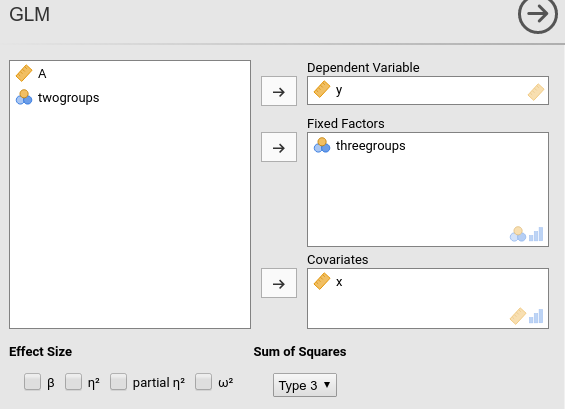 GLM
A
twogroups
Dependent Variable
y
Fixed Factors
threegroups
Covariates
x
Effect Size
Sum of Squares
β η² partial η² ω²
Type 3